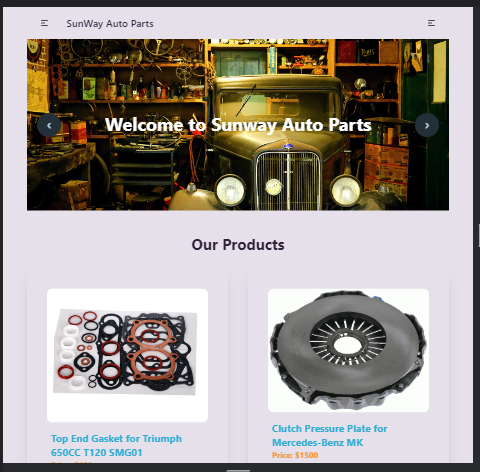 SunWay Auto Parts
Welcome to Sunway Auto Parts
Our Products
Top End Gasket for Triumph
650CC T120 SMG01
Clutch Pressure Plate for
Mercedes-Benz MK
Price: $1500